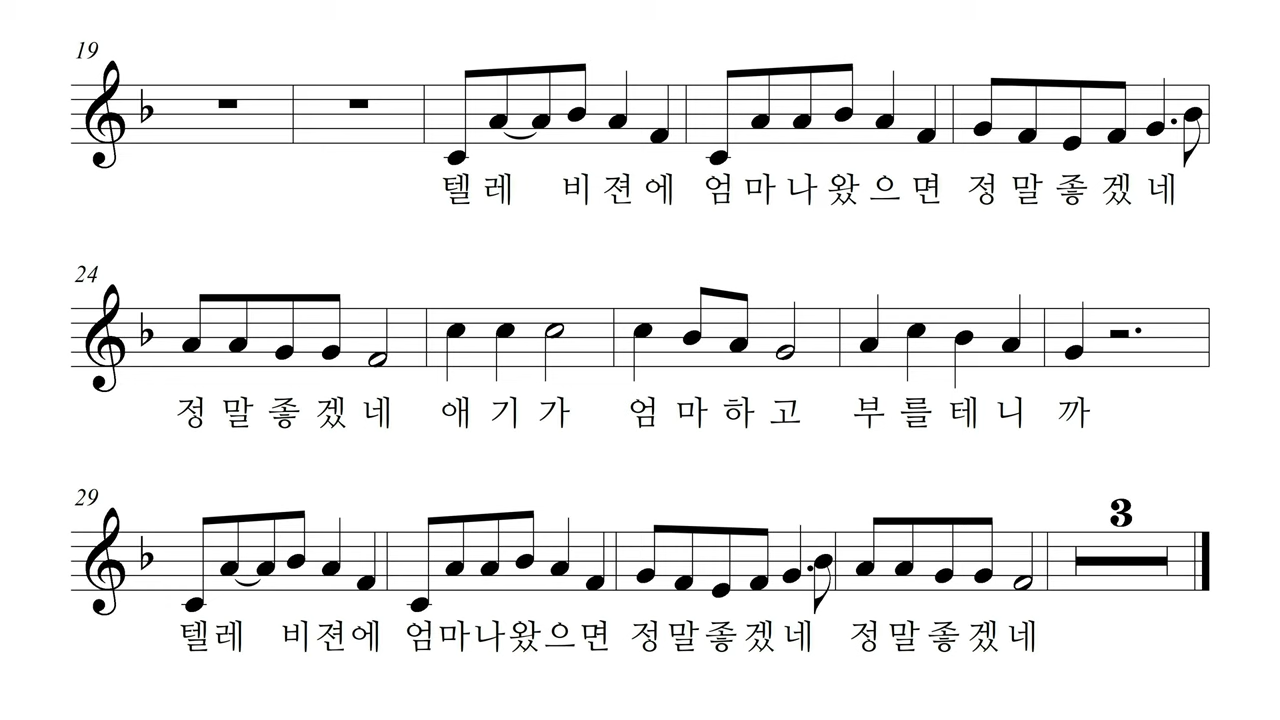 19
텔레 비젼에 엄마나왔으면 정말좋겠네
24
정말좋겠네 애기가 엄마하고 부를테니까
29
3
텔레 비젼에 엄마나왔으면 정말좋겠네 정말좋겠네